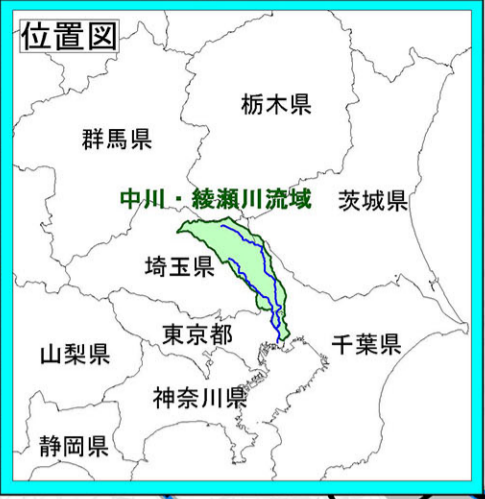 位置図
栃木県
群馬県
中川・綾瀬川流域
茨城県
埼玉県
東京都
千葉県
山梨県
神奈川県
静岡県